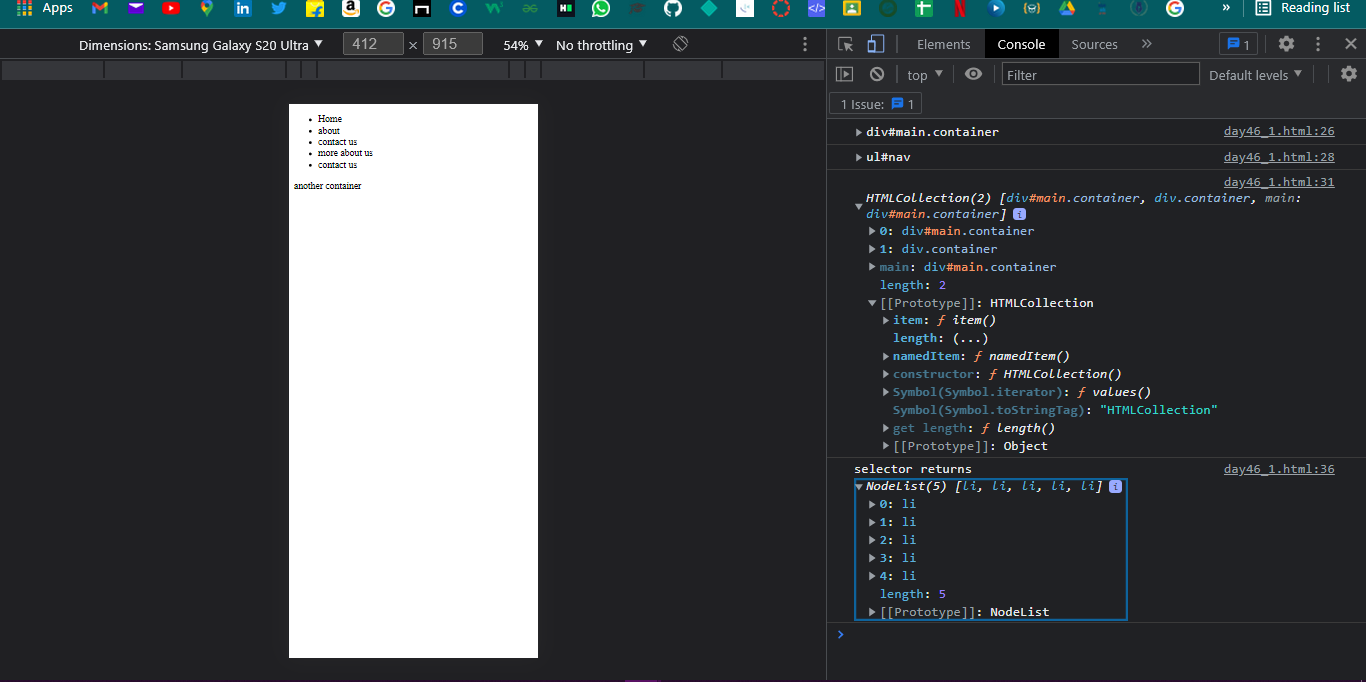 Apps
Reading list
Dimensions: Samsung Galaxy S20 Ultra ▼ 412 × 915 54% ▼ No throttling ▼
Elements Console Sources » 1
top ▼ Filter Default levels ▼
1 Issue: 1
▶ div#main.container day46_1.html:26
▶ ul#nav day46_1.html:28
day46_1.html:31
HTMLCollection(2) [div#main.container, div.container, main:
div#main.container] i
▶ 0: div#main.container
▶ 1: div.container
▶ main: div#main.container
length: 2
▼ [[Prototype]]: HTMLCollection
▶ item: ƒ item()
length: (...)
▶ namedItem: ƒ namedItem()
▶ constructor: ƒ HTMLCollection()
▶ Symbol(Symbol.iterator): ƒ values()
Symbol(Symbol.toStringTag): "HTMLCollection"
▶ get length: ƒ length()
▶ [[Prototype]]: Object
selector returns day46_1.html:36
▼ NodeList(5) [li, li, li, li, li] i
▶ 0: li
▶ 1: li
▶ 2: li
▶ 3: li
▶ 4: li
length: 5
▶ [[Prototype]]: NodeList
• Home
• about
• contact us
• more about us
• contact us
another container